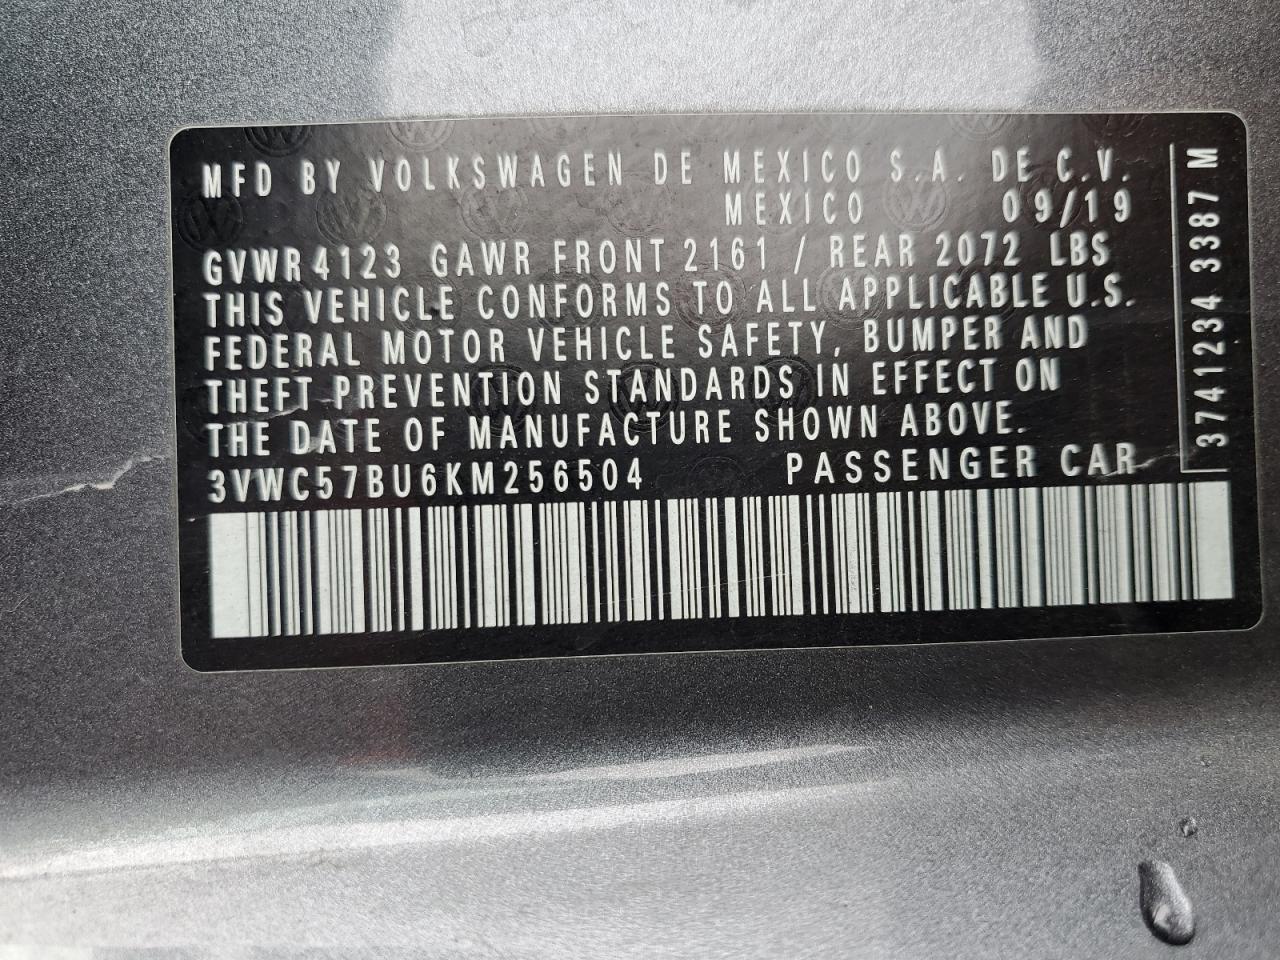 MFD BY VOLKSWAGEN DE MEXICO S.A. DE C.V.
MEXICO 09/19
GVWR 4123 GAWR FRONT 2161 / REAR 2072 LBS
THIS VEHICLE CONFORMS TO ALL APPLICABLE U.S.
FEDERAL MOTOR VEHICLE SAFETY, BUMPER AND
THEFT PREVENTION STANDARDS IN EFFECT ON
THE DATE OF MANUFACTURE SHOWN ABOVE.
3VWC57BU6KM256504 PASSENGER CAR
3741234 3387 M